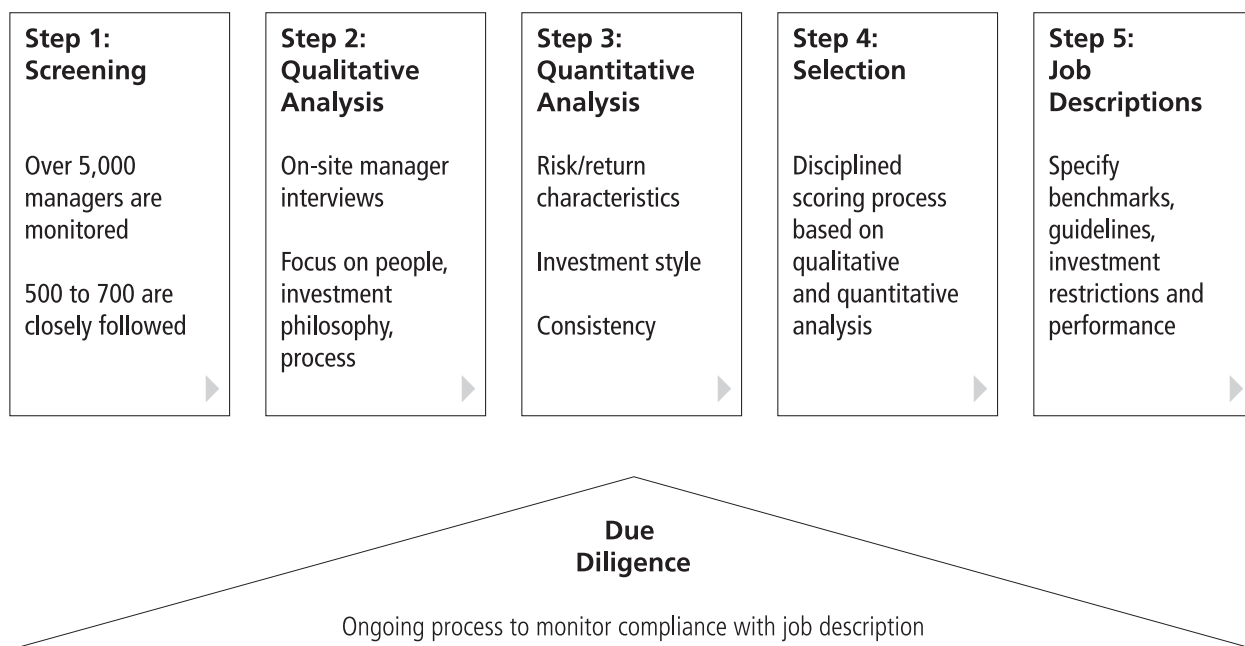 Step 1:
Screening
Over 5,000
managers are
monitored
500 to 700 are
closely followed
Step 2:
Qualitative
Analysis
On-site manager
interviews
Focus on people,
investment
philosophy,
process
Step 3:
Quantitative
Analysis
Risk/return
characteristics
Investment style
Consistency
Step 4:
Selection
Disciplined
scoring process
based on
qualitative
and quantitative
analysis
Step 5:
Job
Descriptions
Specify
benchmarks,
guidelines,
investment
restrictions and
performance
Due
Diligence
Ongoing process to monitor compliance with job description